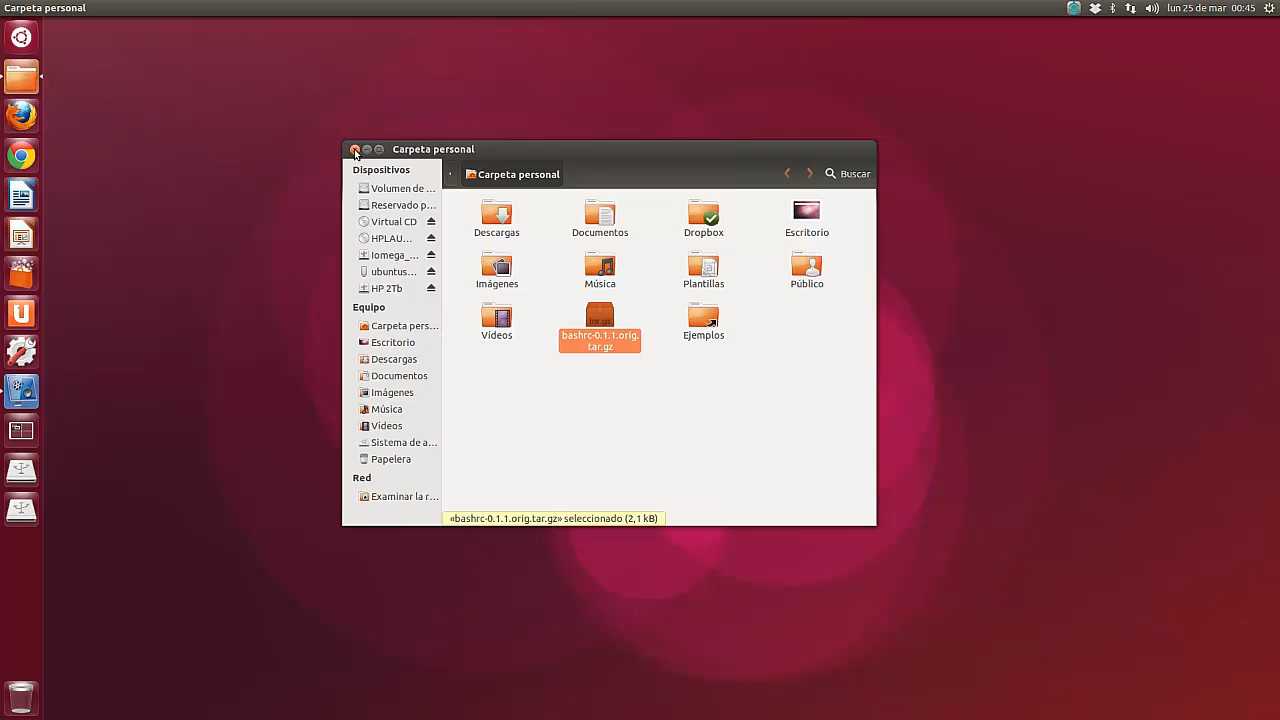 Carpeta personal
lun 25 de mar 00:45
Carpeta personal
Dispositivos
Volumen de ...
Reservado p...
Virtual CD
HPLAU...
Iomega_...
ubuntus...
HP 2Tb
Equipo
Carpeta pers...
Escritorio
Descargas
Documentos
Imágenes
Música
Vídeos
Sistema de a...
Papelera
Red
Examinar la r...
Carpeta personal
Buscar
Descargas
Documentos
Dropbox
Escritorio
Imágenes
Música
Plantillas
Público
Vídeos
tar.gz
bashrc-0.1.1.orig.
tar.gz
Ejemplos
«bashrc-0.1.1.orig.tar.gz» seleccionado (2,1 kB)